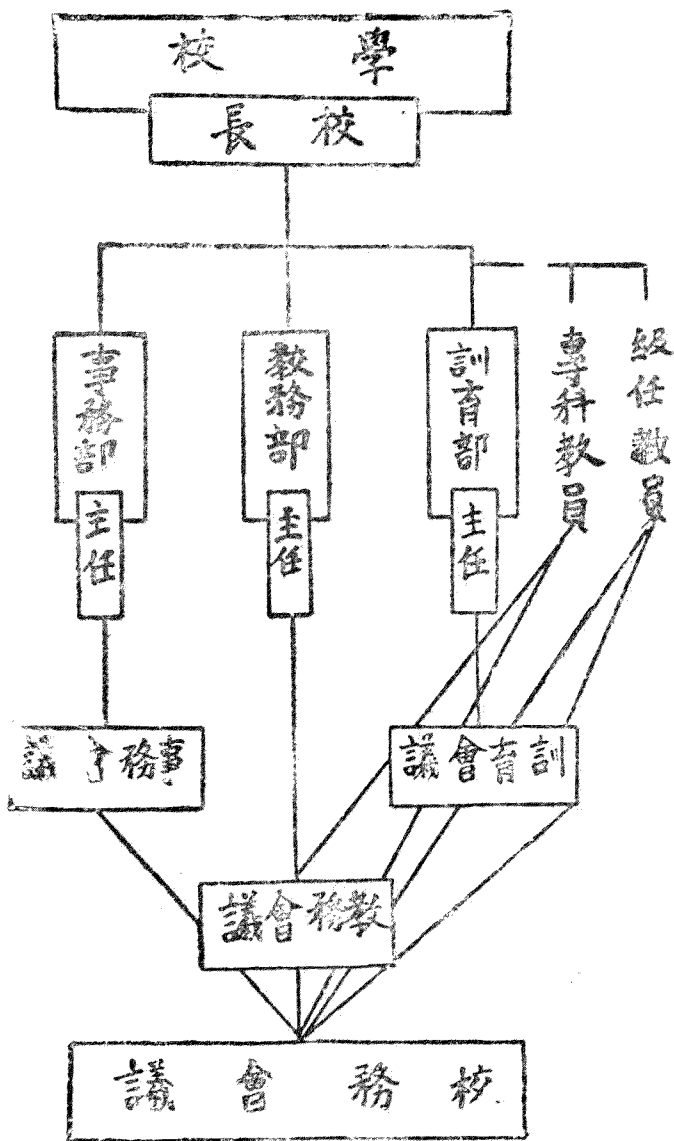 學校
校長
級任教員
專科教員
訓育部
主任
教務部
主任
事務部
主任
訓育會議
事務會議
教務會議
校務會議